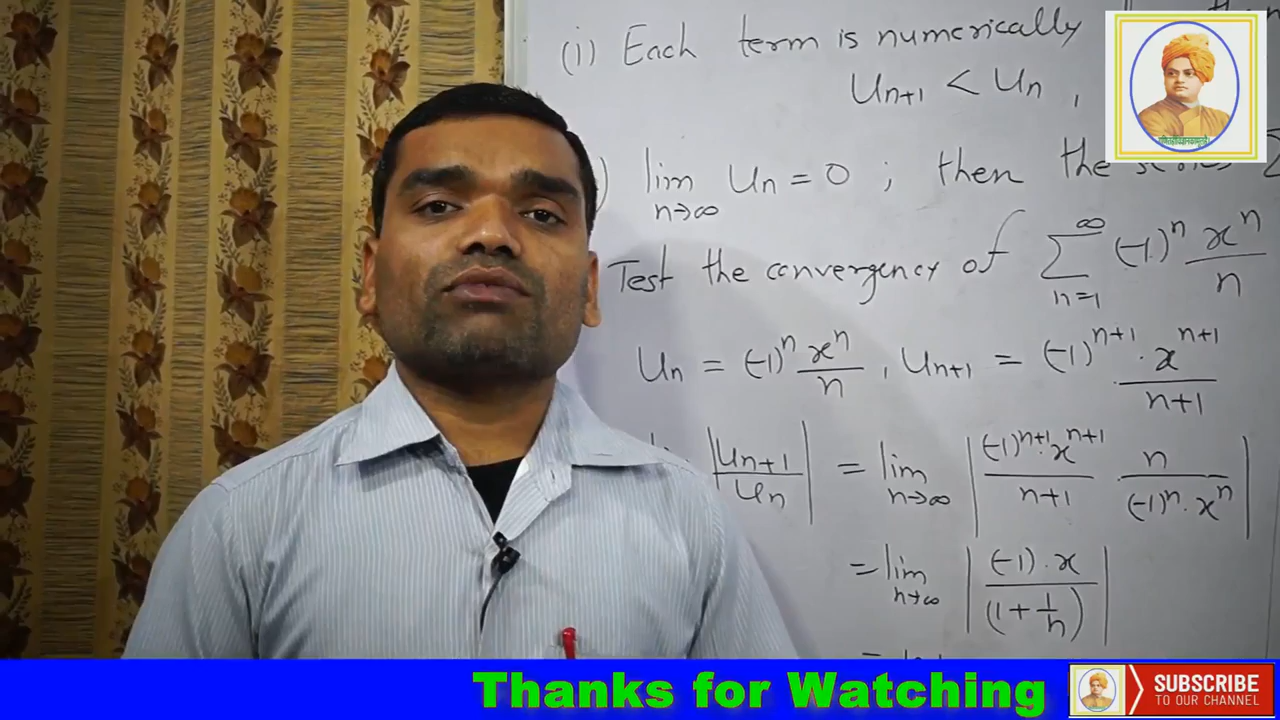 (i) Each term is numerically
Un+1 < Un ,
) lim n→∞ Un = 0 ; then the series Σ
Test the convergency of ∞ Σ n=1 (-1)^n x^n / n
Un = (-1)^n x^n / n , Un+1 = (-1)^n+1 . x^n+1 / n+1
| Un+1 / Un | = lim n→∞ | (-1)^n+1 . x^n+1 / n+1 n / (-1)^n . x^n |
= lim n→∞ | (-1) . x / (1 + 1/n) |
Thanks for Watching
SUBSCRIBE
TO OUR CHANNEL